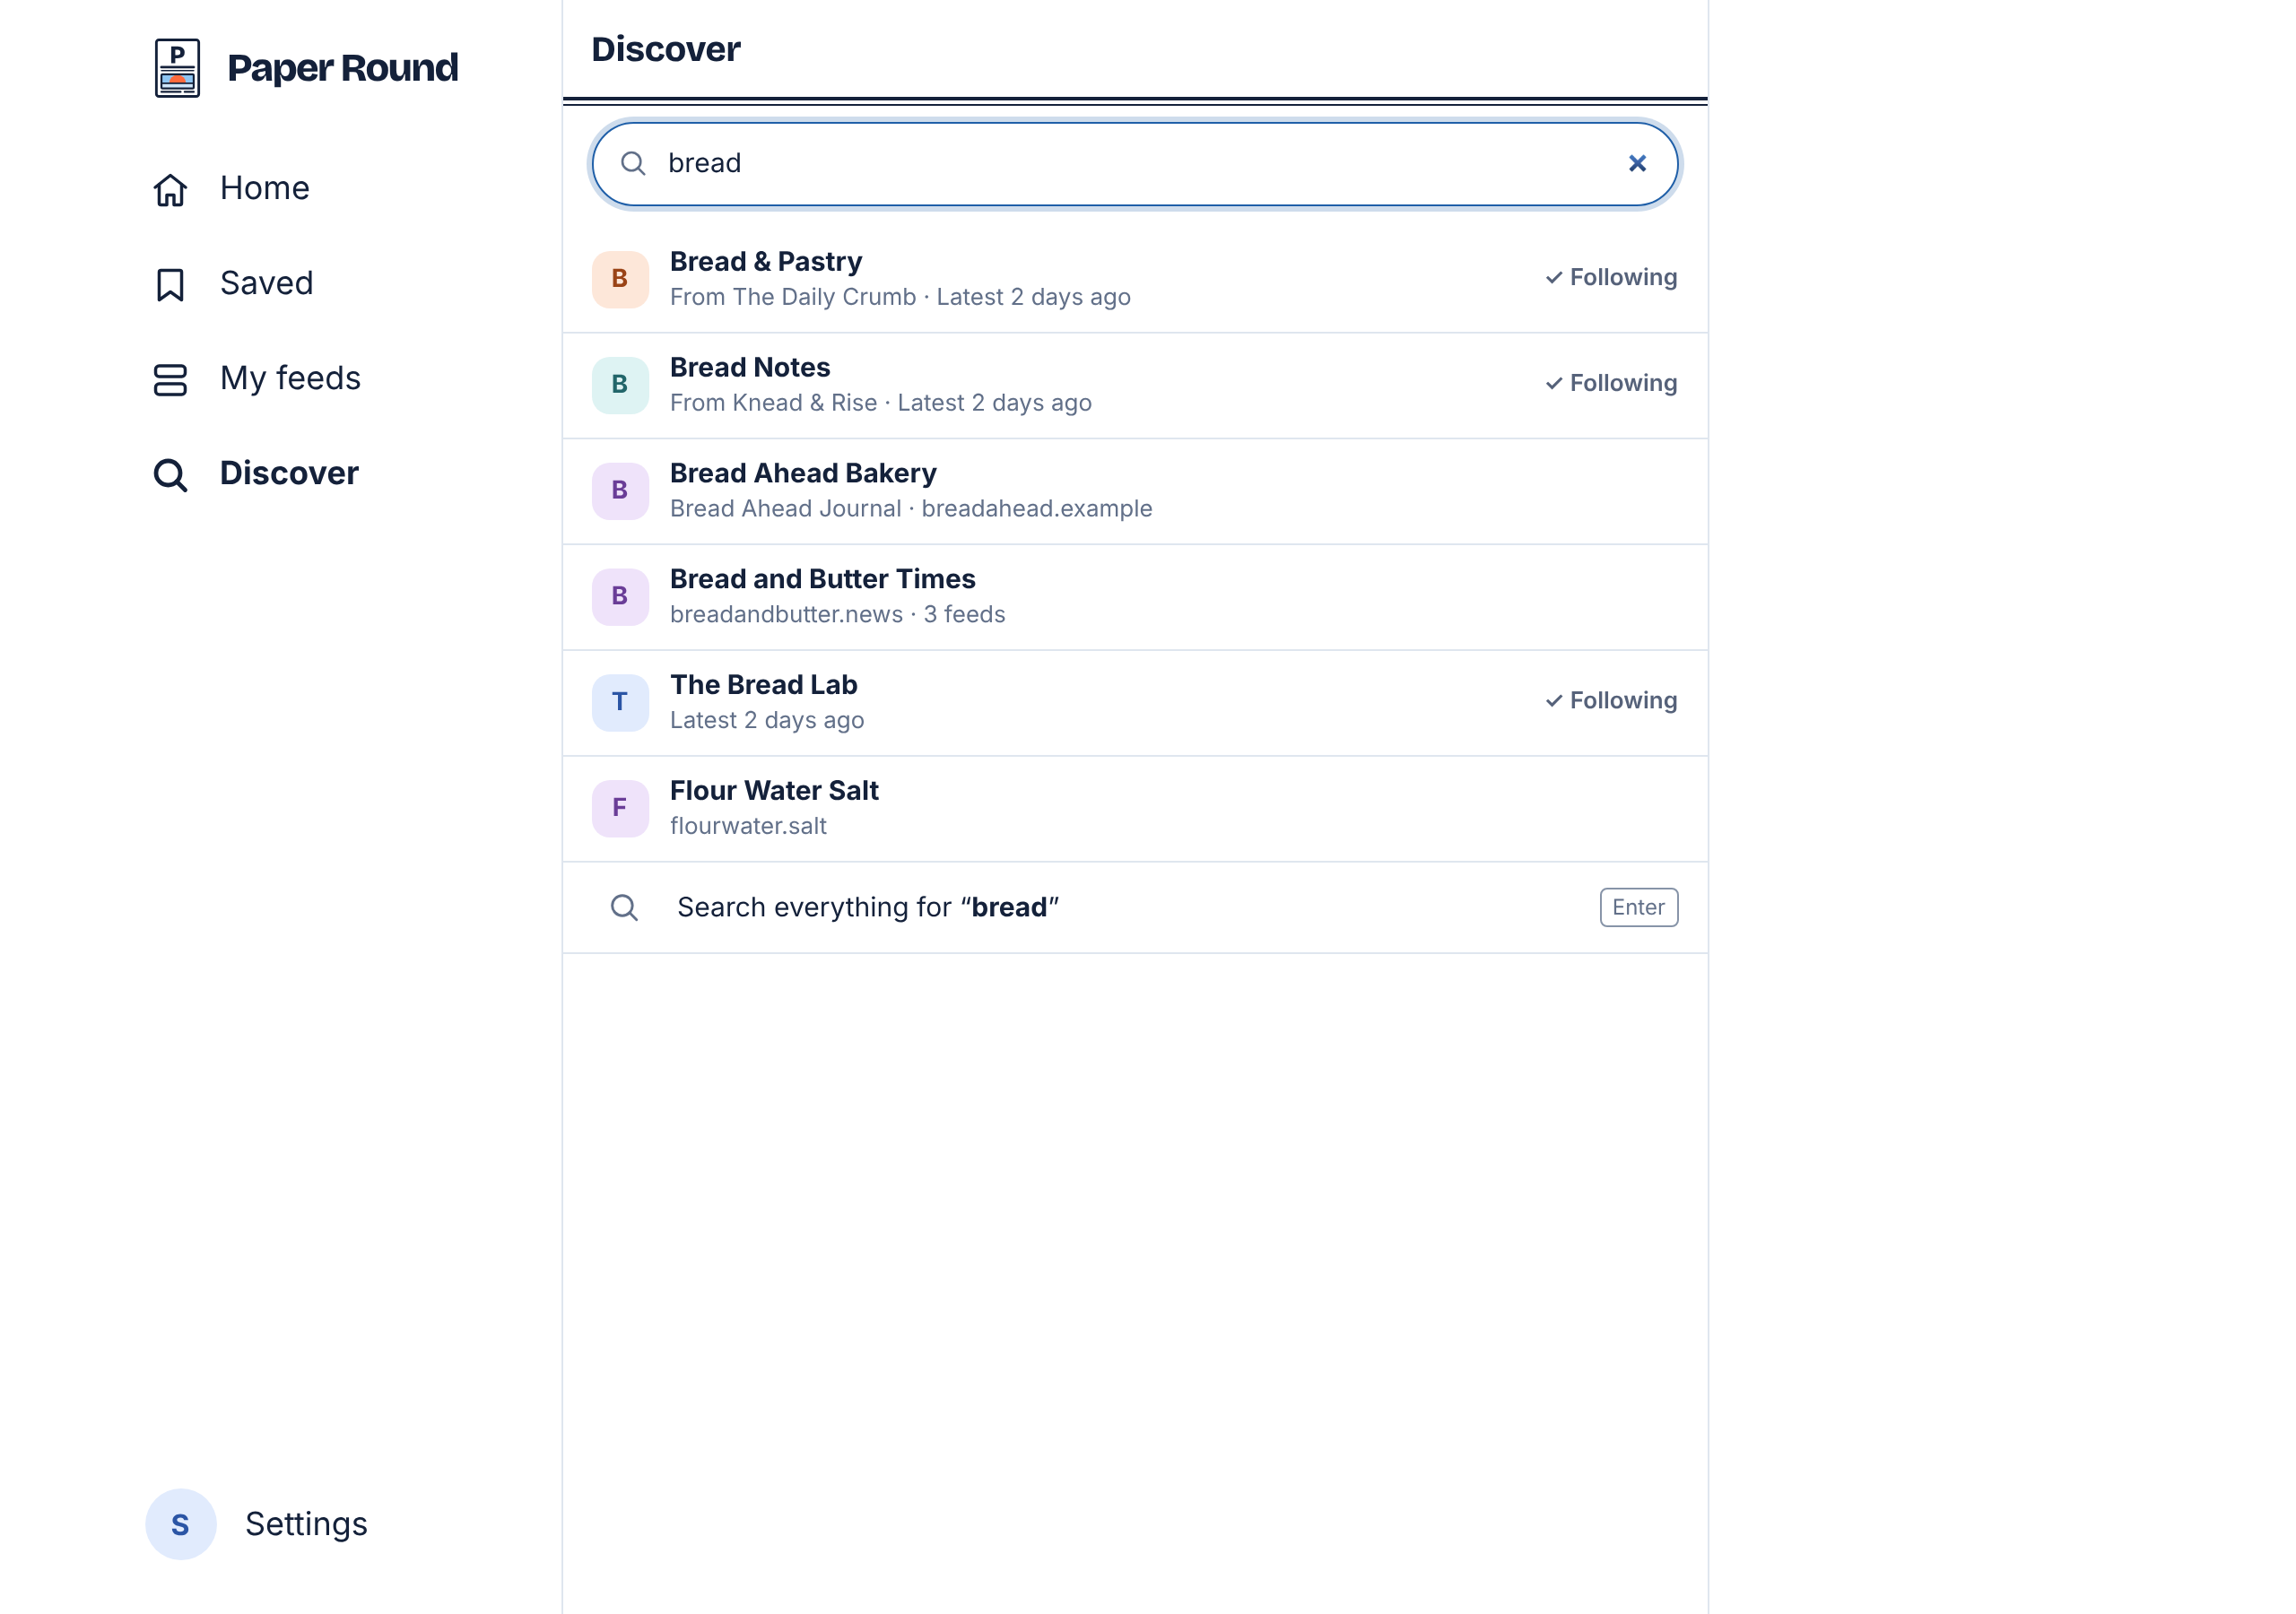 P
Paper Round
Home
Saved
My feeds
Discover
S
Settings
Discover
bread
B
Bread & Pastry
From The Daily Crumb · Latest 2 days ago
Following
B
Bread Notes
From Knead & Rise · Latest 2 days ago
Following
B
Bread Ahead Bakery
Bread Ahead Journal · breadahead.example
B
Bread and Butter Times
breadandbutter.news · 3 feeds
T
The Bread Lab
Latest 2 days ago
Following
F
Flour Water Salt
flourwater.salt
Search everything for “bread”
Enter